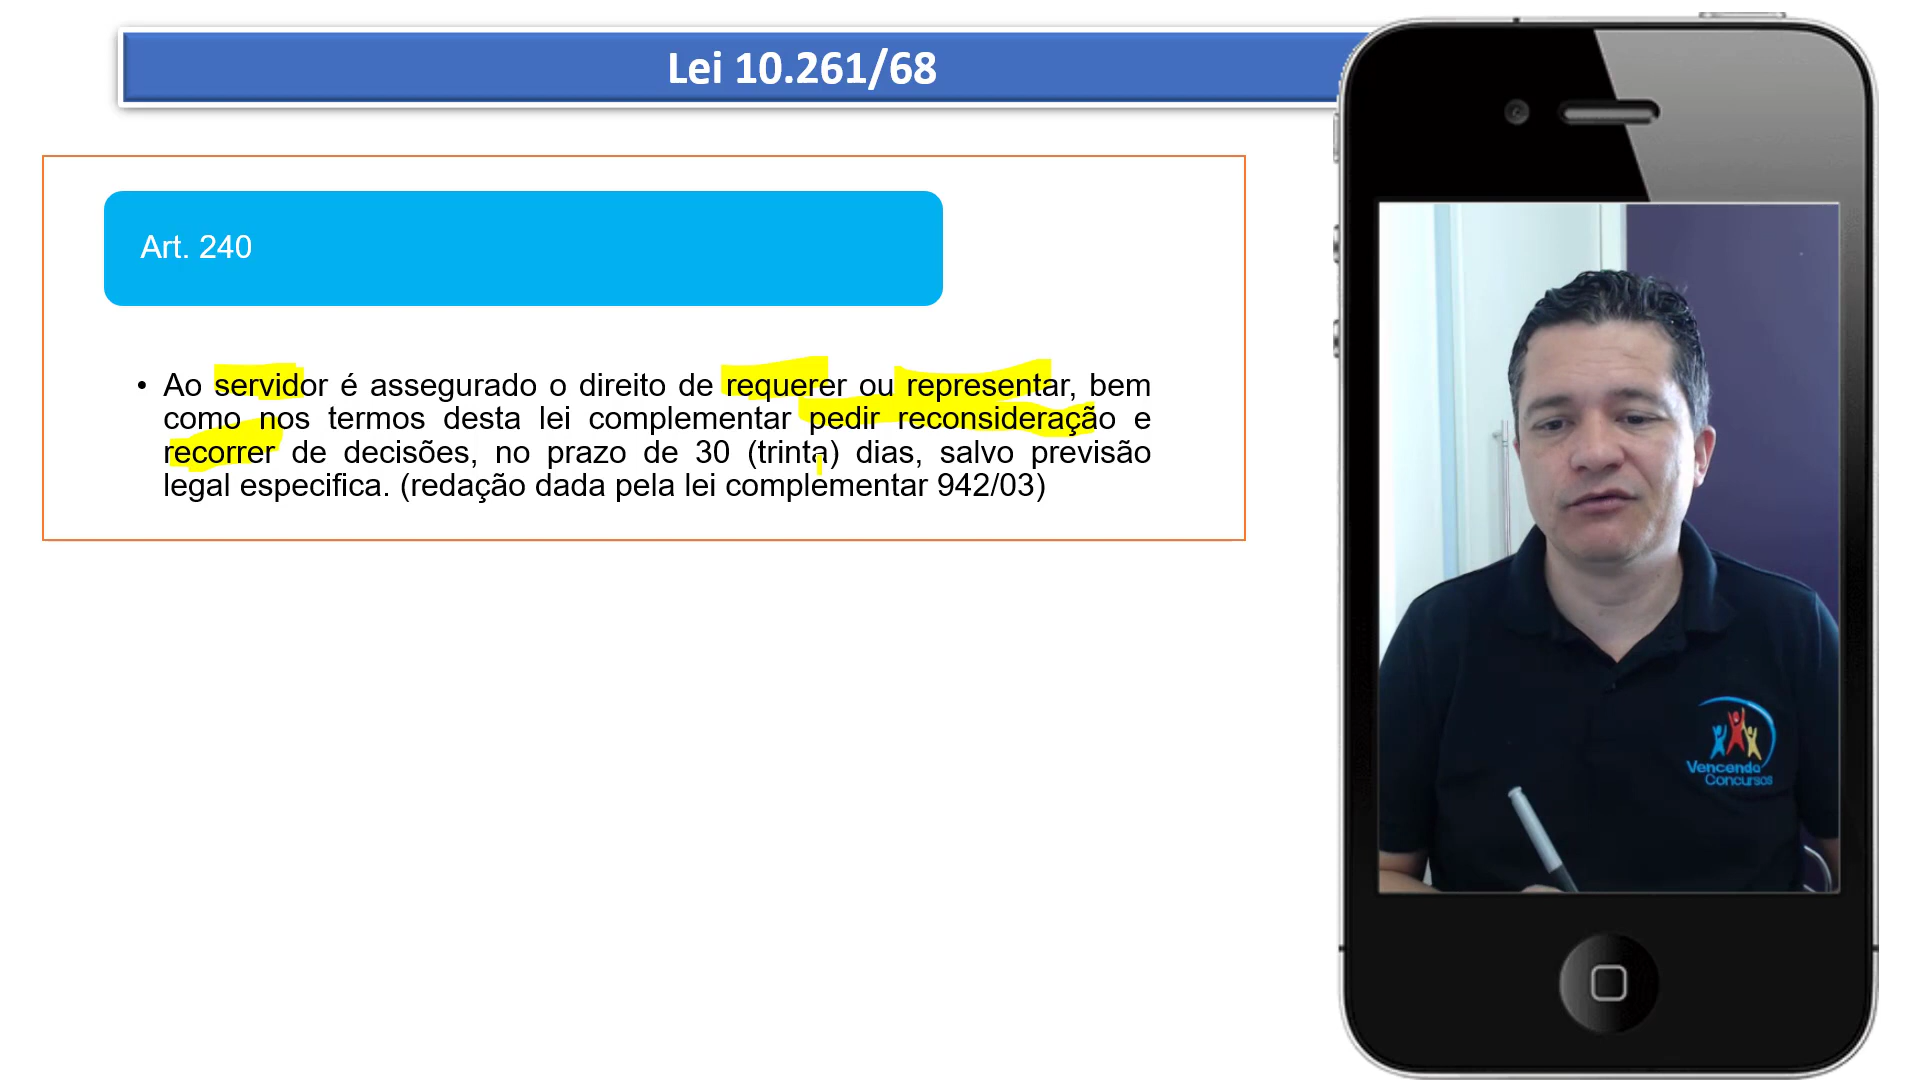 Lei 10.261/68
Art. 240
• Ao servidor é assegurado o direito de requerer ou representar, bem
como nos termos desta lei complementar pedir reconsideração e
recorrer de decisões, no prazo de 30 (trinta) dias, salvo previsão
legal especifica. (redação dada pela lei complementar 942/03)
Vencendo
Concursos